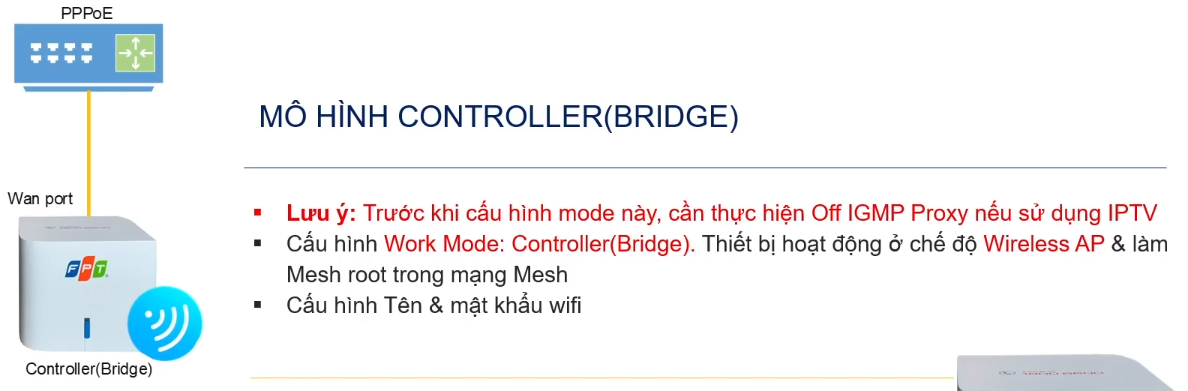 PPPoE
MÔ HÌNH CONTROLLER(BRIDGE)
Wan port
▪ Lưu ý: Trước khi cấu hình mode này, cần thực hiện Off IGMP Proxy nếu sử dụng IPTV
▪ Cấu hình Work Mode: Controller(Bridge). Thiết bị hoạt động ở chế độ Wireless AP & làm
Mesh root trong mạng Mesh
▪ Cấu hình Tên & mật khẩu wifi
FPT
Controller(Bridge)